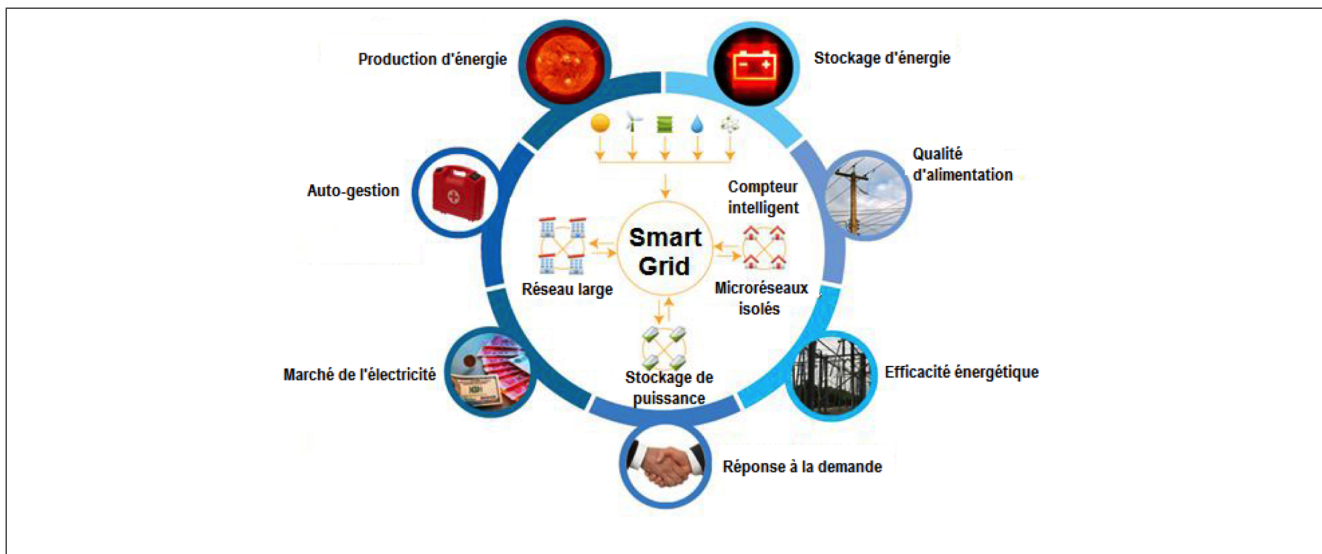 Production d'énergie
Stockage d'énergie
Auto-gestion
Qualité
d'alimentation
Compteur
intelligent
Smart
Grid
Réseau large
Microréseaux
isolés
Marché de l'électricité
Stockage de
puissance
Efficacité énergétique
Réponse à la demande